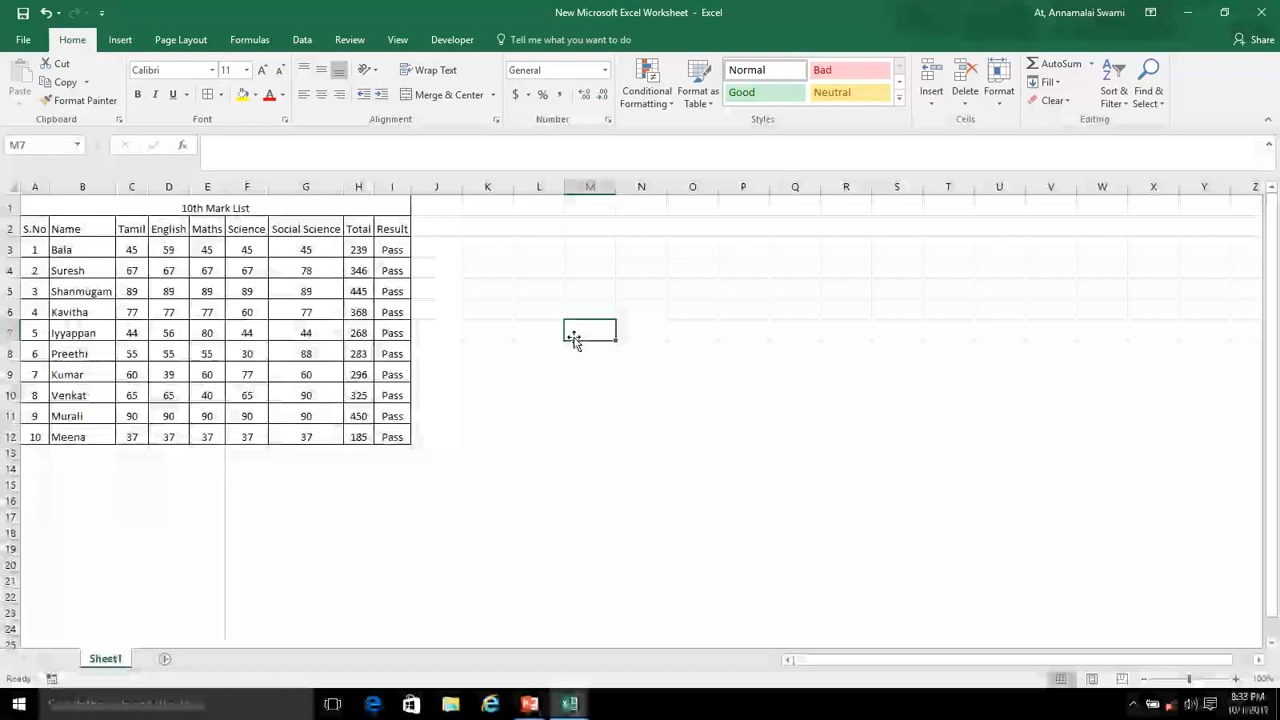 New Microsoft Excel Worksheet - Excel
At, Annamalai Swami
File Home Insert Page Layout Formulas Data Review View Developer Tell me what you want to do Share
Cut
Copy
Format Painter
Paste
Clipboard
Calibri 11
B I U
Font
Wrap Text
Merge & Center
Alignment
General
$ % ,
Number
Conditional Formatting
Format as Table
Normal Bad
Good Neutral
Styles
Insert Delete Format
Cells
AutoSum
Fill
Clear
Sort & Filter
Find & Select
Editing
M7 fx
A B C D E F G H I J K L M N O P Q R S T U V W X Y Z
1 10th Mark List
2 S.No Name Tamil English Maths Science Social Science Total Result
3 1 Bala 45 59 45 45 45 239 Pass
4 2 Suresh 67 67 67 67 78 346 Pass
5 3 Shanmugam 89 89 89 89 89 445 Pass
6 4 Kavitha 77 77 77 60 77 368 Pass
7 5 Iyyappan 44 56 80 44 44 268 Pass
8 6 Preethi 55 55 55 30 88 283 Pass
9 7 Kumar 60 39 60 77 60 296 Pass
10 8 Venkat 65 65 40 65 90 325 Pass
11 9 Murali 90 90 90 90 90 450 Pass
12 10 Meena 37 37 37 37 37 185 Pass
13
14
15
16
17
18
19
20
21
22
23
24
25
Sheet1
Ready
100%
8:33 PM